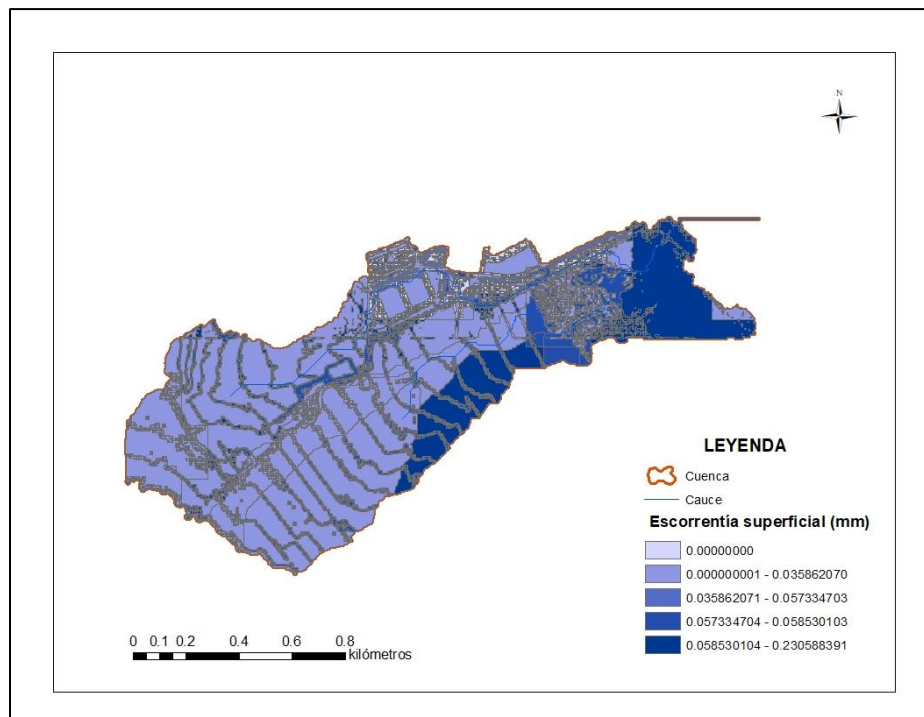 N
LEYENDA
Cuenca
Cauce
Escorrentía superficial (mm)
0.00000000
0.000000001 - 0.035862070
0.035862071 - 0.057334703
0.057334704 - 0.058530103
0.058530104 - 0.230588391
0 0.1 0.2 0.4 0.6 0.8
kilómetros